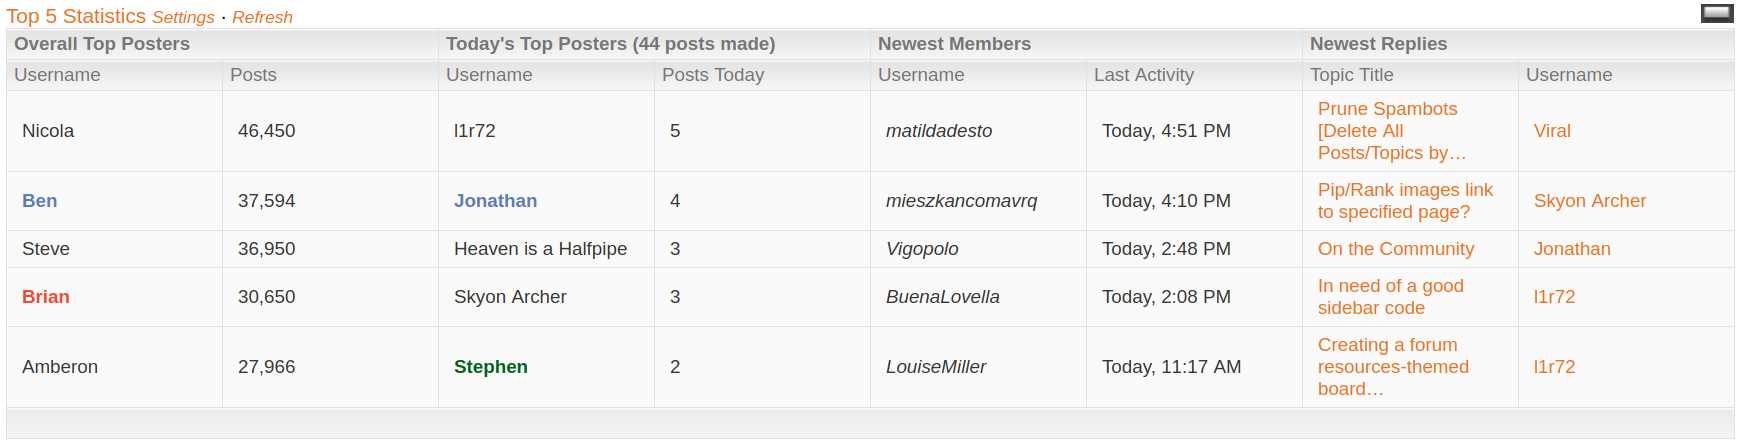 Top 5 Statistics Settings · Refresh
Overall Top Posters Today's Top Posters (44 posts made) Newest Members Newest Replies
Username Posts Username Posts Today Username Last Activity Topic Title Username
Nicola 46,450 l1r72 5 matildadesto Today, 4:51 PM Prune Spambots
[Delete All
Posts/Topics by… Viral
Ben 37,594 Jonathan 4 mieszkancomavrq Today, 4:10 PM Pip/Rank images link
to specified page? Skyon Archer
Steve 36,950 Heaven is a Halfpipe 3 Vigopolo Today, 2:48 PM On the Community Jonathan
Brian 30,650 Skyon Archer 3 BuenaLovella Today, 2:08 PM In need of a good
sidebar code l1r72
Amberon 27,966 Stephen 2 LouiseMiller Today, 11:17 AM Creating a forum
resources-themed
board… l1r72